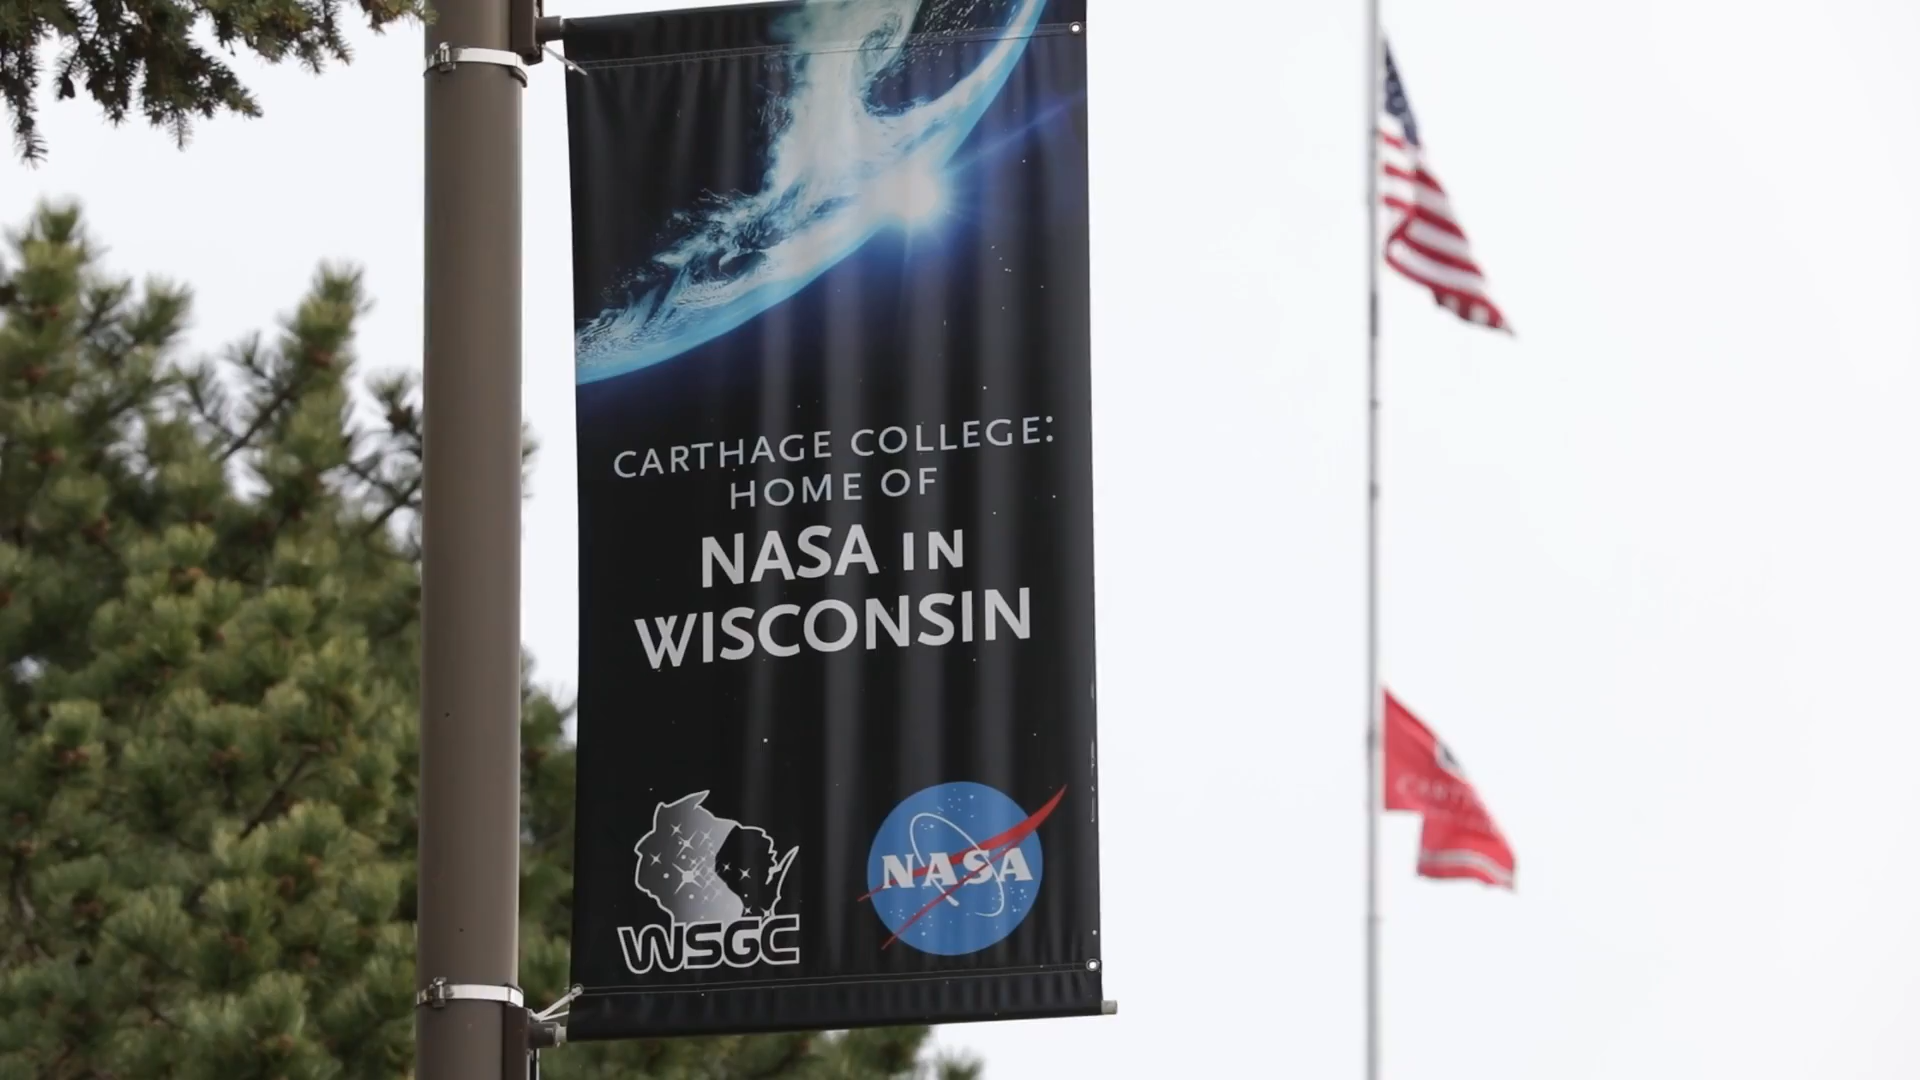 CARTHAGE COLLEGE:
HOME OF
NASA IN
WISCONSIN
WSGC
NASA